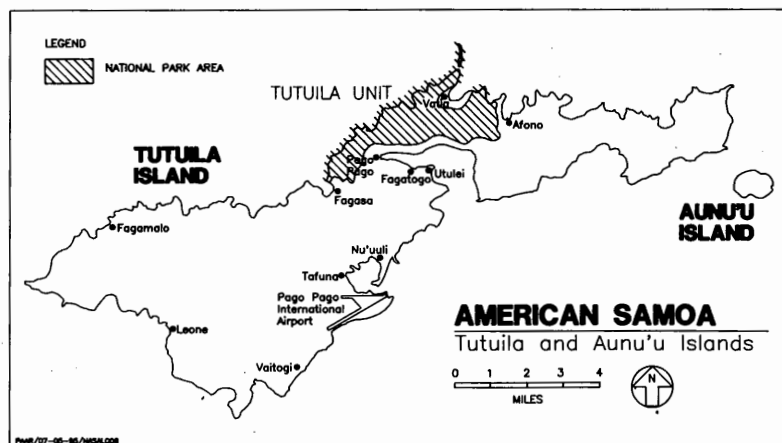 LEGEND
NATIONAL PARK AREA
TUTUILA UNIT
Vatia
Afono
TUTUILA
ISLAND
Pago
Pago
Fagatogo
Utulei
Fagasa
AUNU'U
ISLAND
Fagamalo
Nu'uuli
Tafuna
Pago Pago
International
Airport
Leone
Vaitogi
AMERICAN SAMOA
Tutuila and Aunu'u Islands
0 1 2 3 4
MILES
N